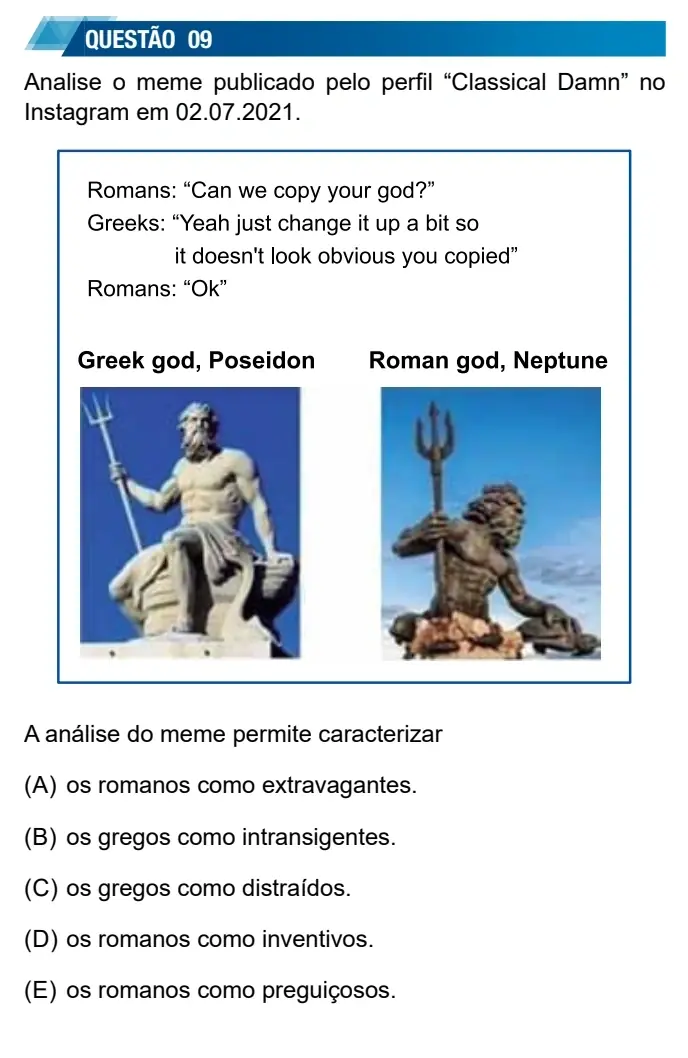 QUESTÃO 09
Analise o meme publicado pelo perfil “Classical Damn” no
Instagram em 02.07.2021.
Romans: “Can we copy your god?”
Greeks: “Yeah just change it up a bit so
it doesn't look obvious you copied”
Romans: “Ok”
Greek god, Poseidon Roman god, Neptune
A análise do meme permite caracterizar
(A) os romanos como extravagantes.
(B) os gregos como intransigentes.
(C) os gregos como distraídos.
(D) os romanos como inventivos.
(E) os romanos como preguiçosos.